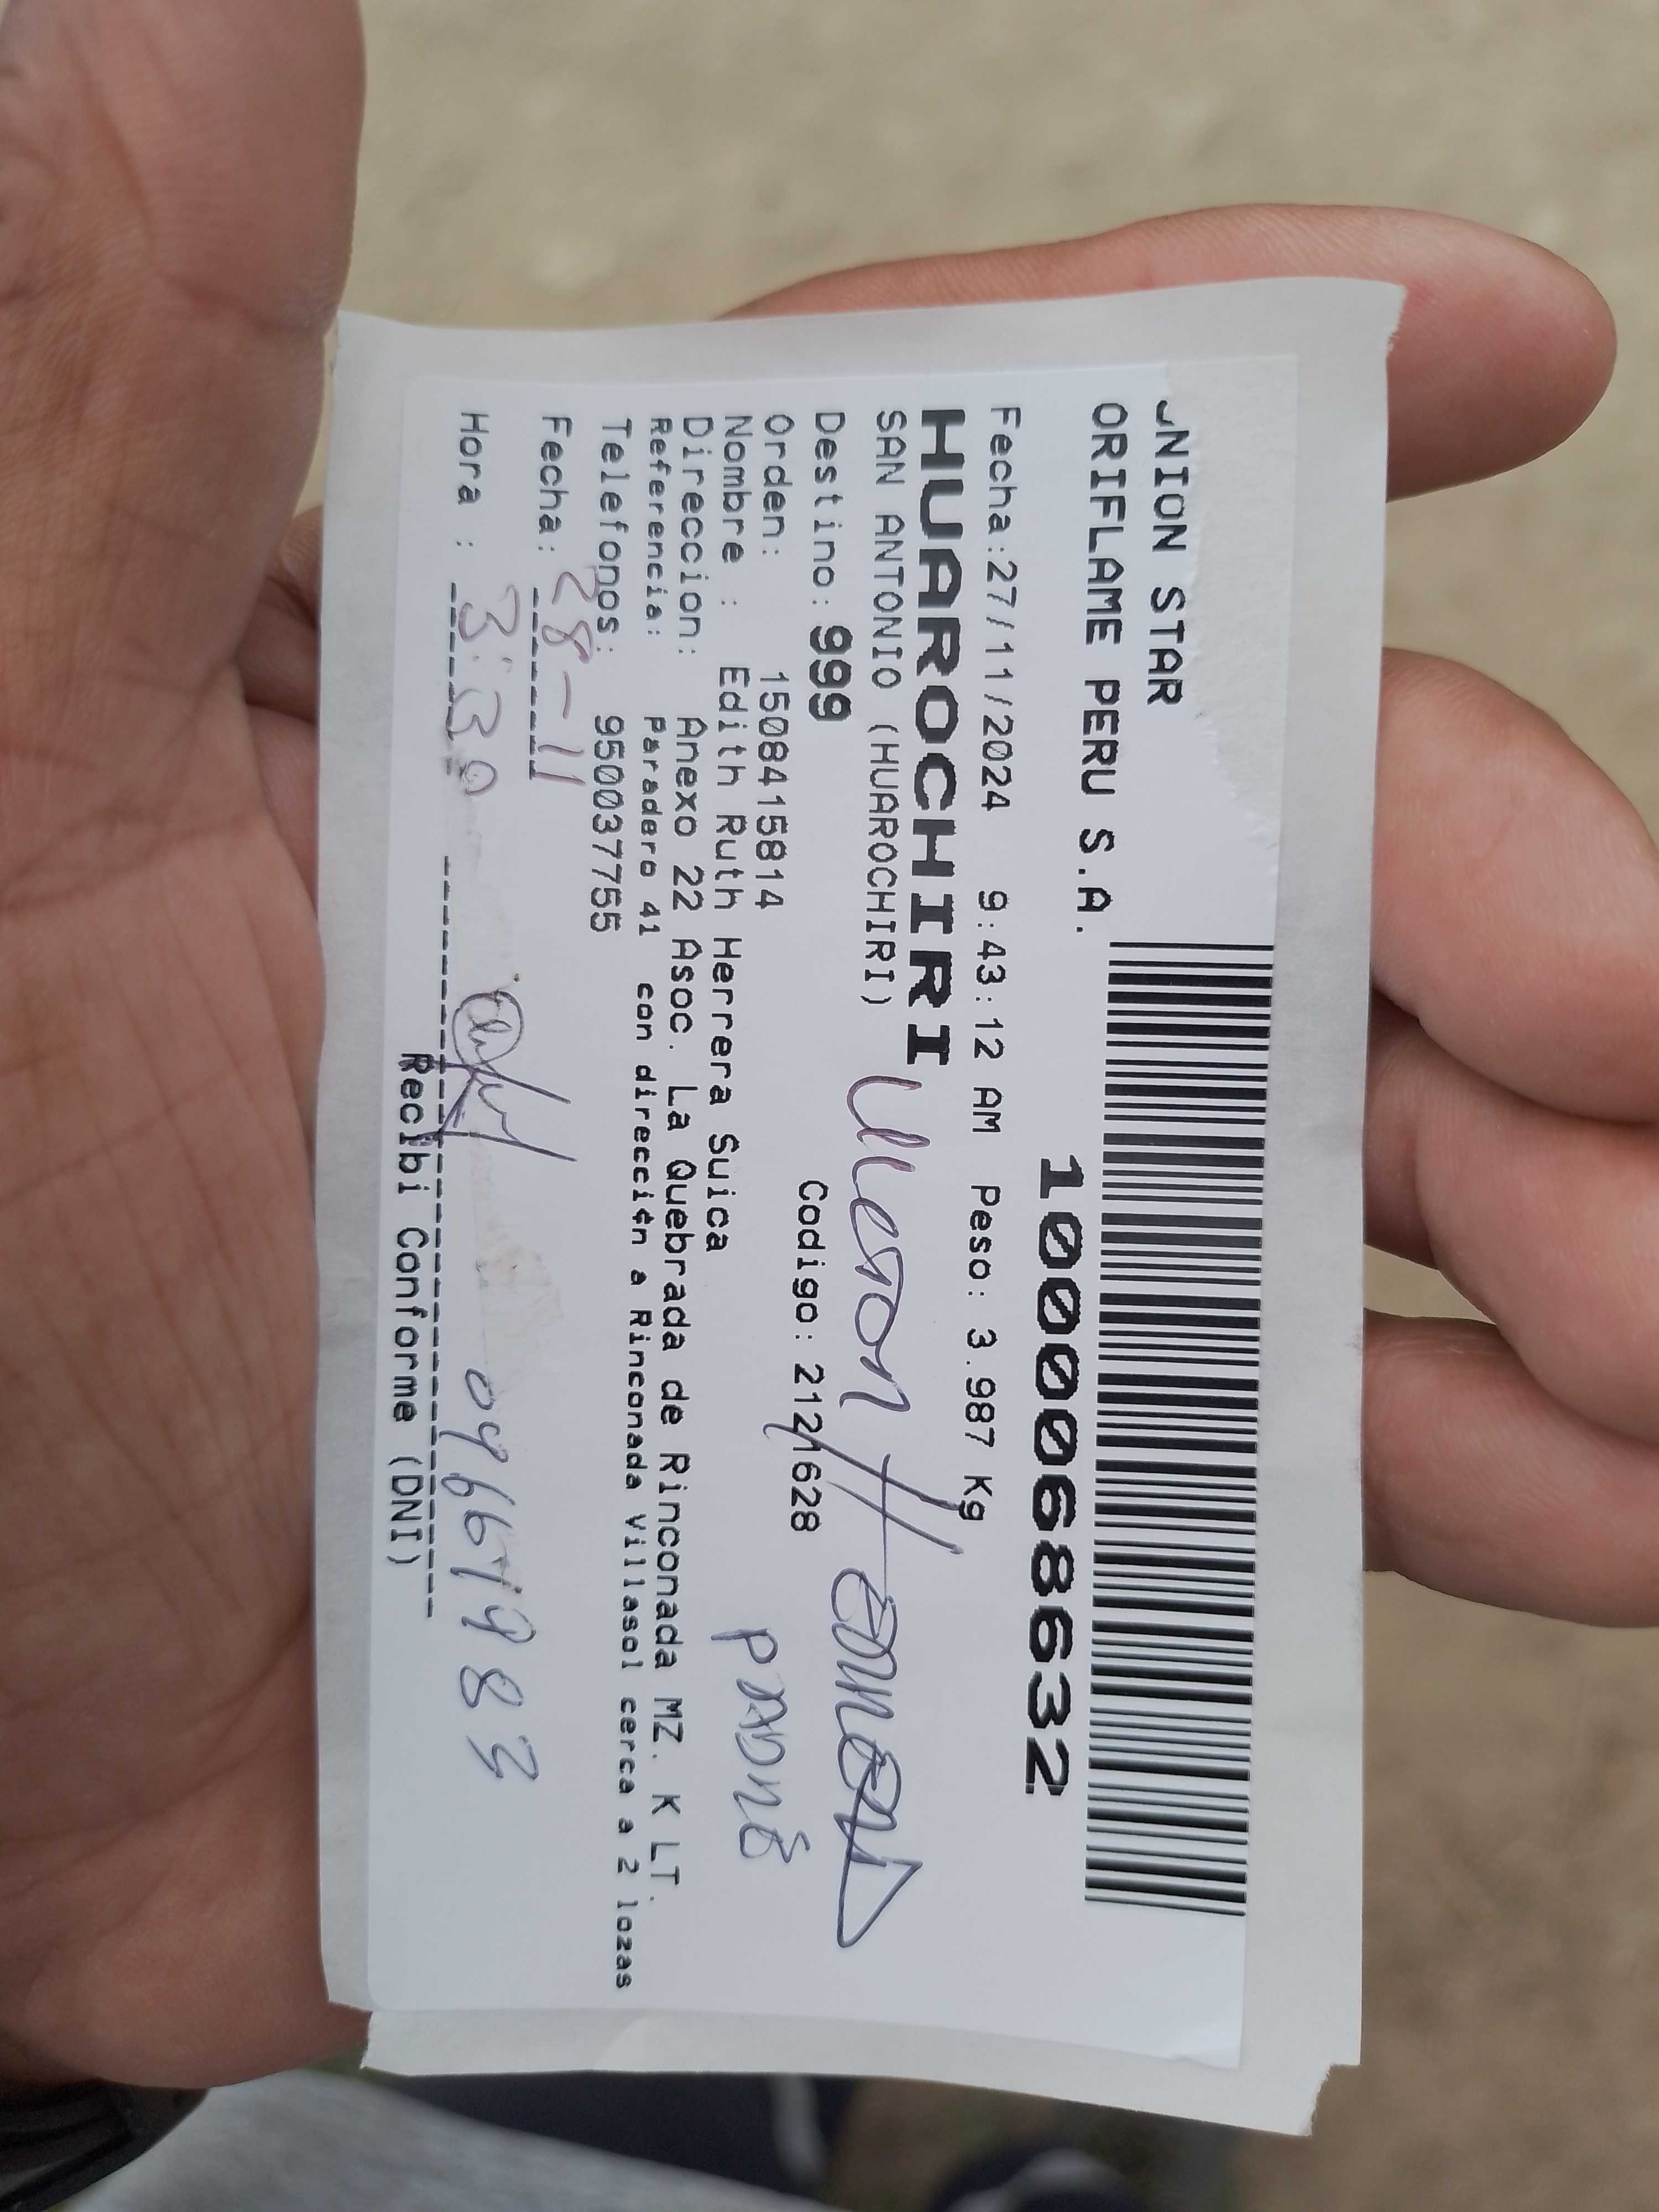 UNION STAR
ORIFLAME PERU S.A.
1000068632
Fecha:27/11/2024 9:43:12 AM Peso: 3.987 Kg
HUAROCHIRI
SAN ANTONIO (HUAROCHIRI)
Destino: 999 Codigo: 2121628
Orden: 1508415814
Nombre : Edith Ruth Herrera Suica
Direccion: Anexo 22 Asoc. La Quebrada de Rinconada MZ. K LT.
Referencia: Paradero 41 con direcci¢n a Rinconada Villasol cerca a 2 lozas
Telefonos: 950037755
Fecha: 28-11
Hora : 3:30
Recibi Conforme (DNI)